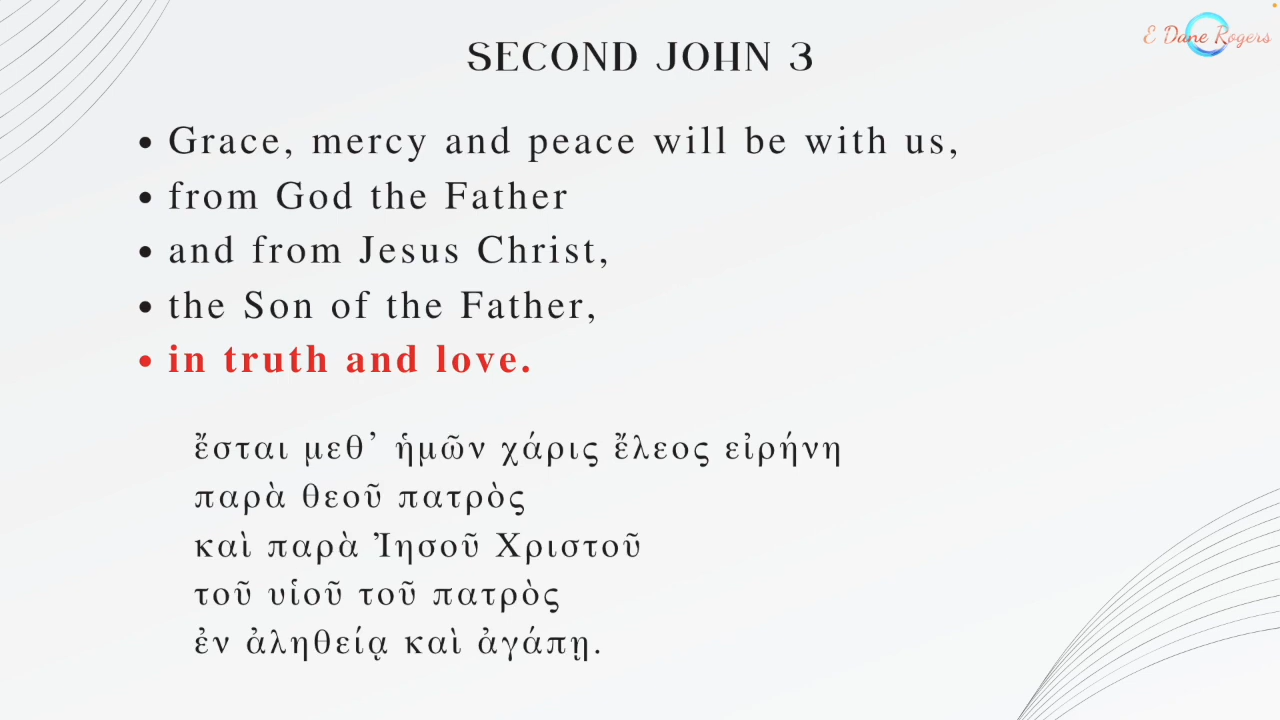 E Dane Rogers
SECOND JOHN 3
• Grace, mercy and peace will be with us,
• from God the Father
• and from Jesus Christ,
• the Son of the Father,
• in truth and love.
ἔσται μεθ’ ἡμῶν χάρις ἔλεος εἰρήνη
παρὰ θεοῦ πατρὸς
καὶ παρὰ Ἰησοῦ Χριστοῦ
τοῦ υἱοῦ τοῦ πατρὸς
ἐν ἀληθείᾳ καὶ ἀγάπῃ.